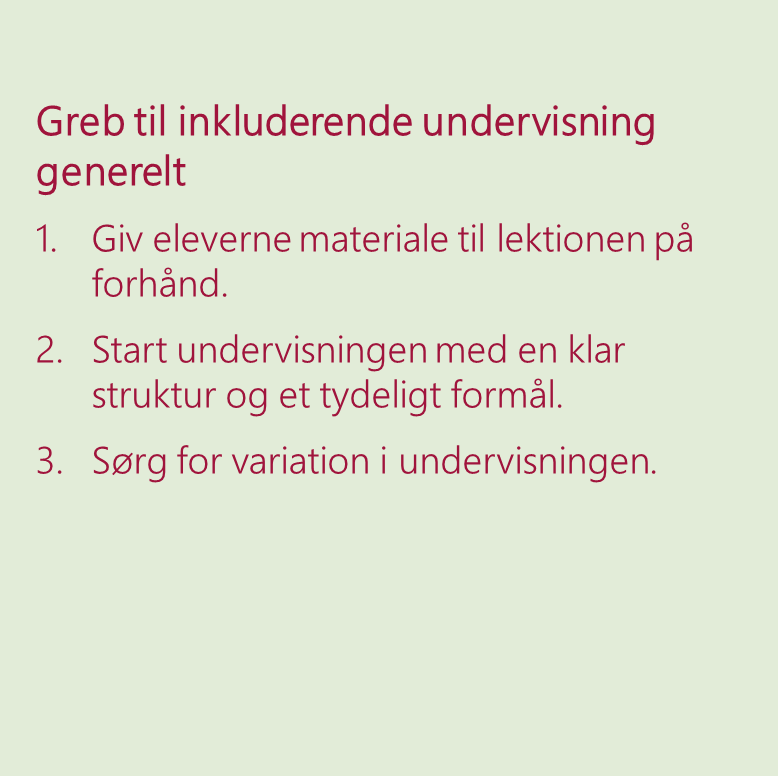 Greb til inkluderende undervisning
generelt
1. Giv eleverne materiale til lektionen på
forhånd.
2. Start undervisningen med en klar
struktur og et tydeligt formål.
3. Sørg for variation i undervisningen.